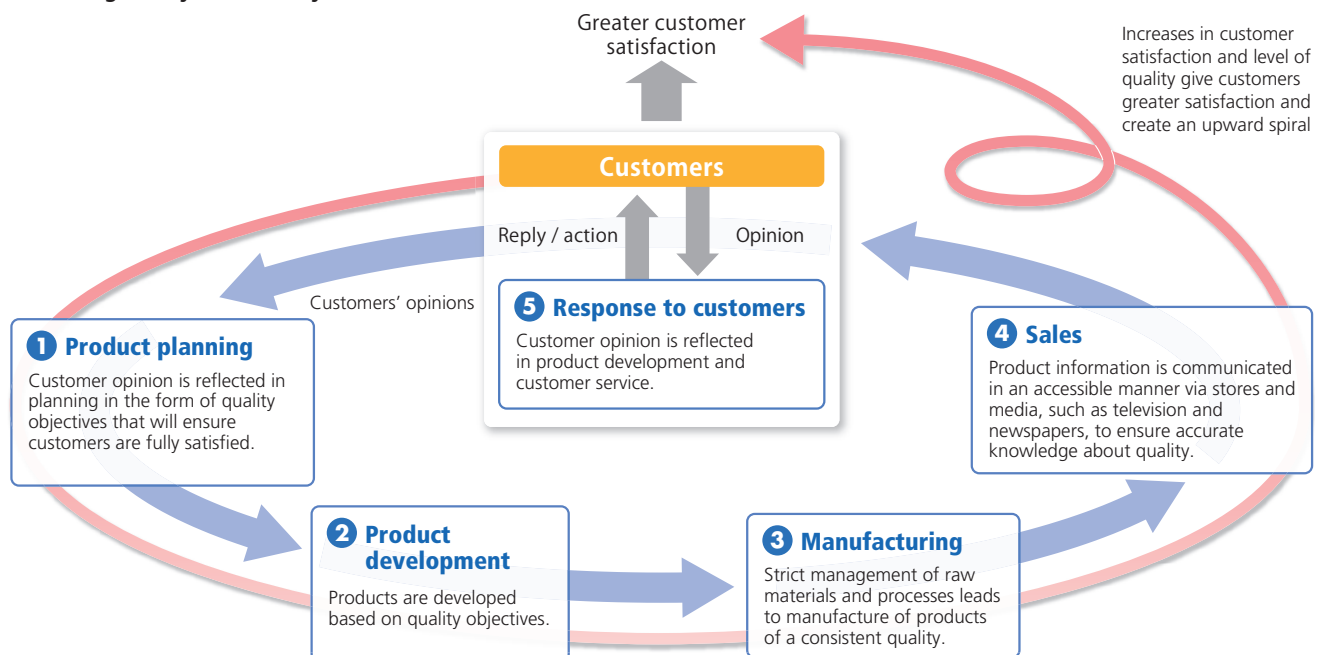 Greater customer
satisfaction
Increases in customer
satisfaction and level of
quality give customers
greater satisfaction and
create an upward spiral
Customers
Reply / action
Opinion
Customers’ opinions
5 Response to customers
Customer opinion is reflected
in product development and
customer service.
1 Product planning
Customer opinion is reflected in
planning in the form of quality
objectives that will ensure
customers are fully satisfied.
2 Product
development
Products are developed
based on quality objectives.
3 Manufacturing
Strict management of raw
materials and processes leads
to manufacture of products
of a consistent quality.
4 Sales
Product information is communicated
in an accessible manner via stores and
media, such as television and
newspapers, to ensure accurate
knowledge about quality.